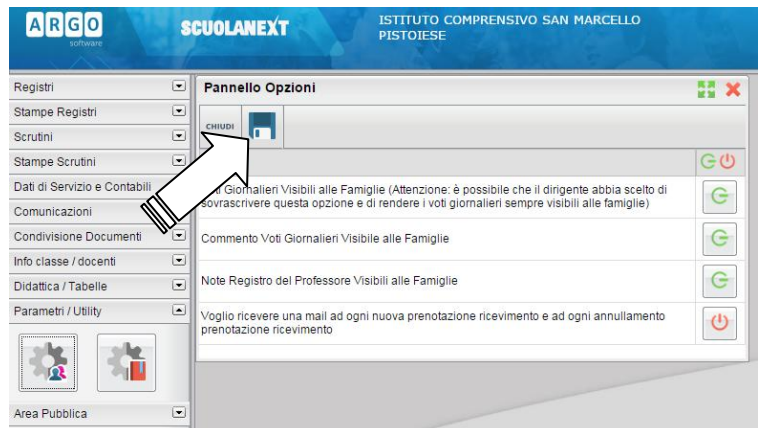 ARGO
software
SCUOLANEXT
ISTITUTO COMPRENSIVO SAN MARCELLO
PISTOIESE
Registri
Stampe Registri
Scrutini
Stampe Scrutini
Dati di Servizio e Contabili
Comunicazioni
Condivisione Documenti
Info classe / docenti
Didattica / Tabelle
Parametri / Utility
Area Pubblica
Pannello Opzioni
CHIUDI
Giornalieri Visibili alle Famiglie (Attenzione: è possibile che il dirigente abbia scelto di
sovrascrivere questa opzione e di rendere i voti giornalieri sempre visibili alle famiglie)
Commento Voti Giornalieri Visibile alle Famiglie
Note Registro del Professore Visibili alle Famiglie
Voglio ricevere una mail ad ogni nuova prenotazione ricevimento e ad ogni annullamento
prenotazione ricevimento